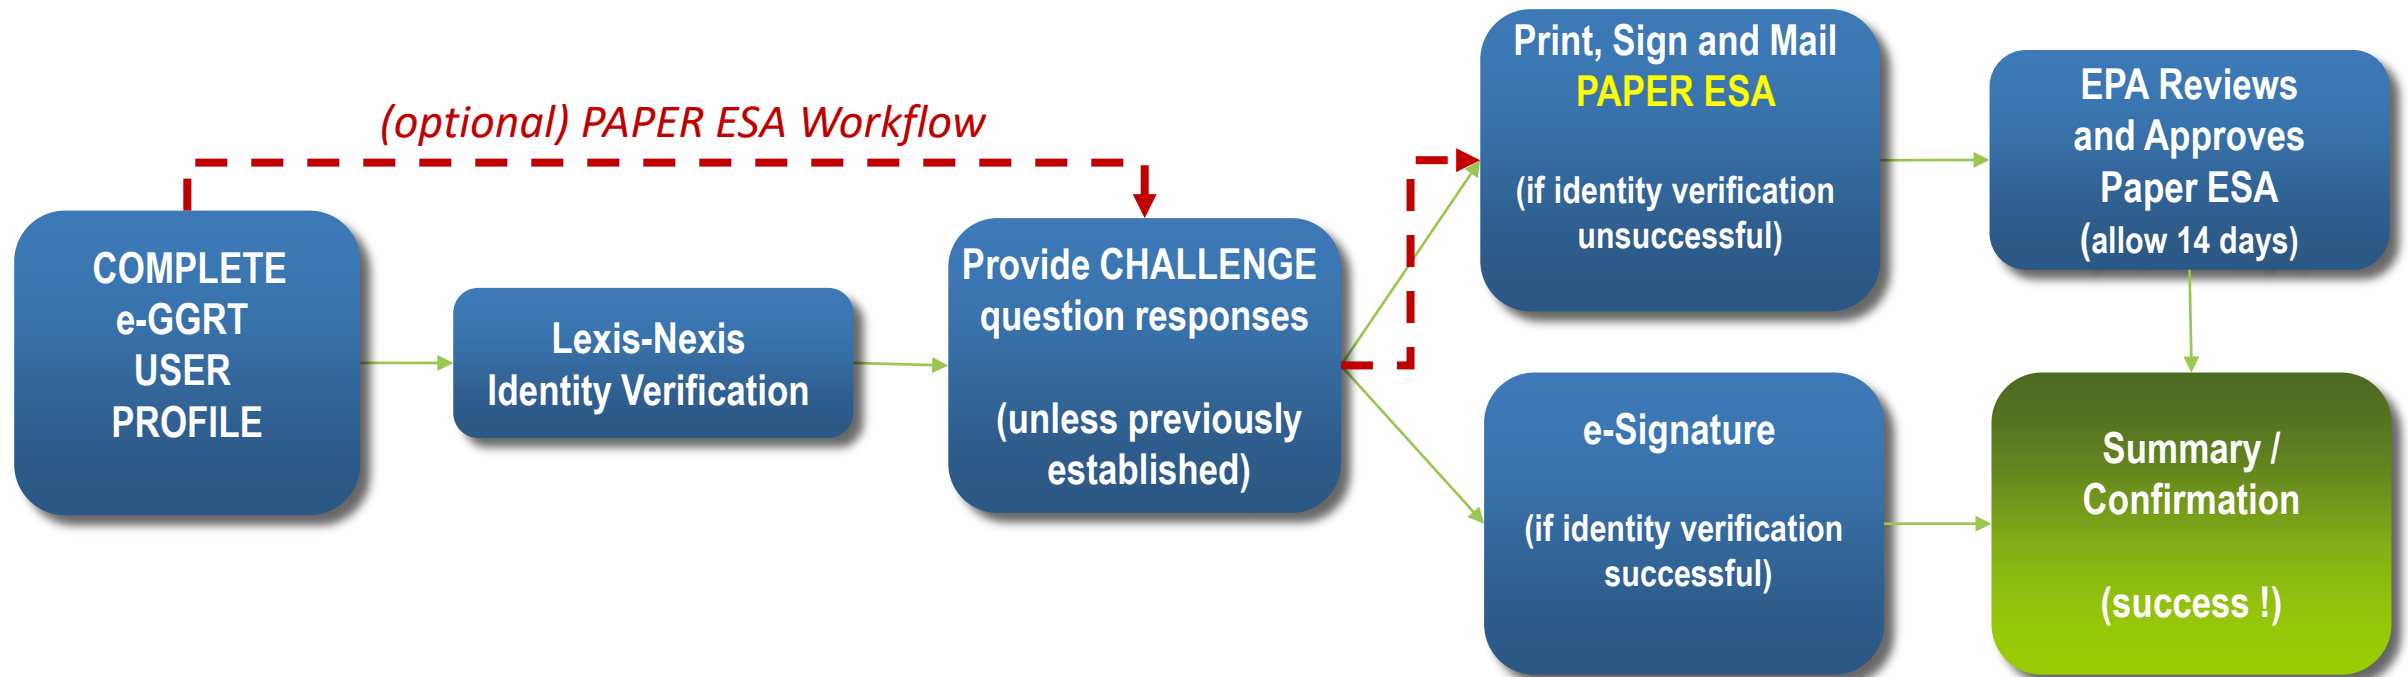 (optional) PAPER ESA Workflow
COMPLETE
e-GGRT
USER
PROFILE
Lexis-Nexis
Identity Verification
Provide CHALLENGE
question responses
(unless previously
established)
Print, Sign and Mail
PAPER ESA
(if identity verification
unsuccessful)
EPA Reviews
and Approves
Paper ESA
(allow 14 days)
e-Signature
(if identity verification
successful)
Summary /
Confirmation
(success !)